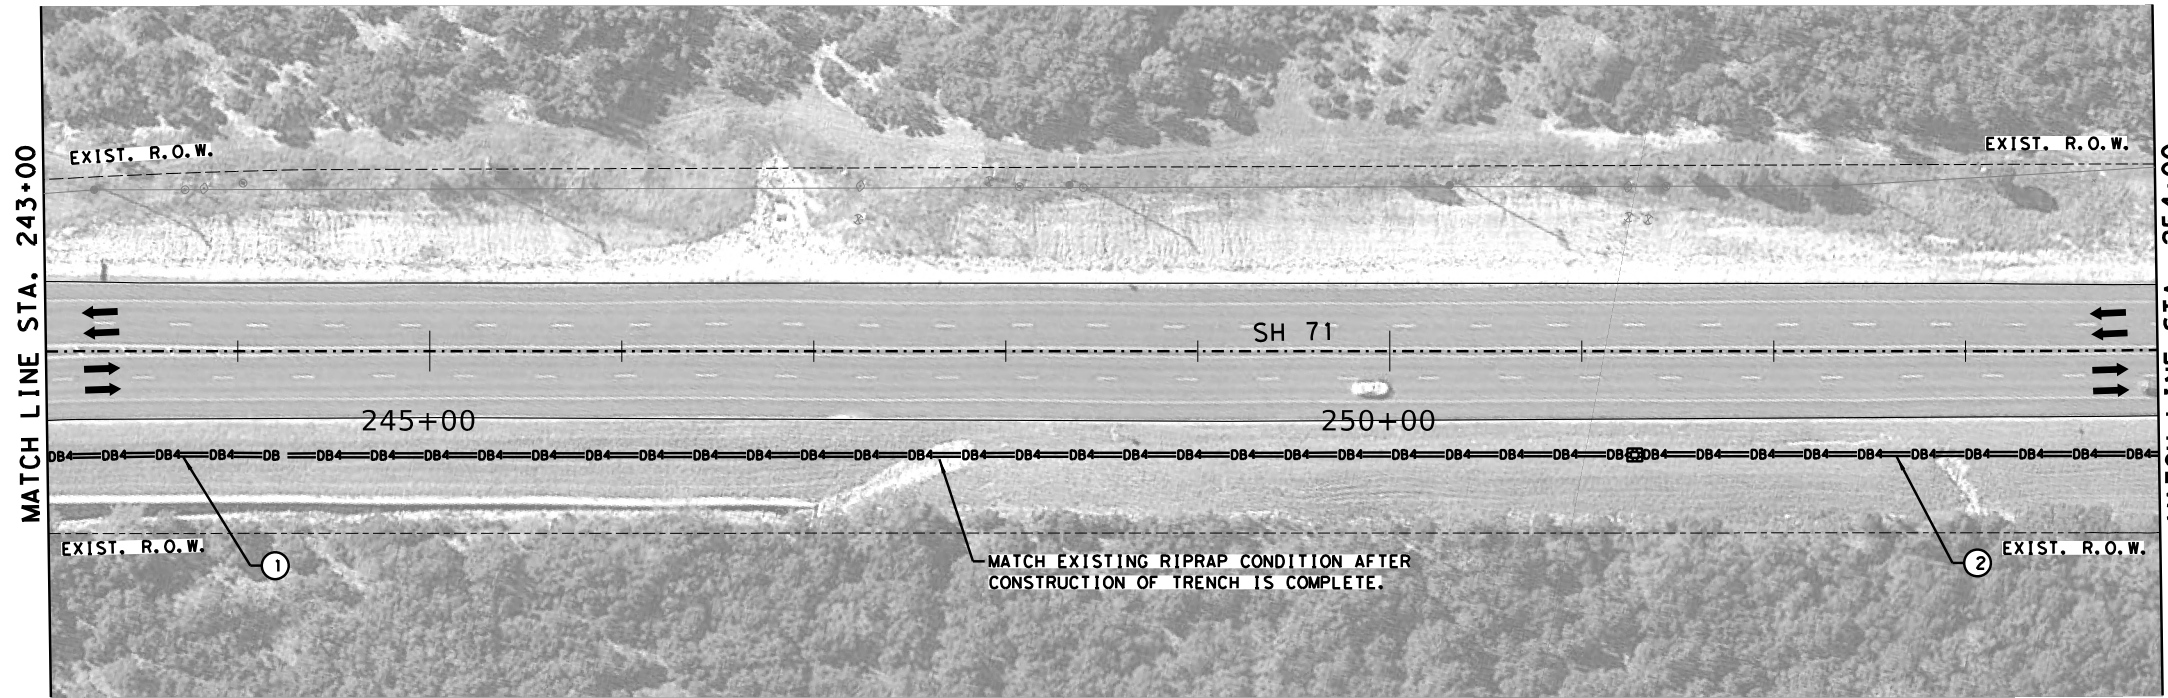 EXIST. R.O.W.
EXIST. R.O.W.
MATCH LINE STA. 243+00
SH 71
245+00
250+00
DB4 DB4 DB4 DB4 DB DB4 DB4 DB4 DB4 DB4 DB4 DB4 DB4 DB4 DB4 DB4 DB4 DB4 DB4 DB4 DB4 DB4 DB4 DB4 DB4 DB4 DB4 DB4 DB4 DB4 DB4 DB4 DB4 DB4 DB4 DB4 DB4 DB4 DB4
EXIST. R.O.W.
1
MATCH EXISTING RIPRAP CONDITION AFTER
CONSTRUCTION OF TRENCH IS COMPLETE.
2
EXIST. R.O.W.